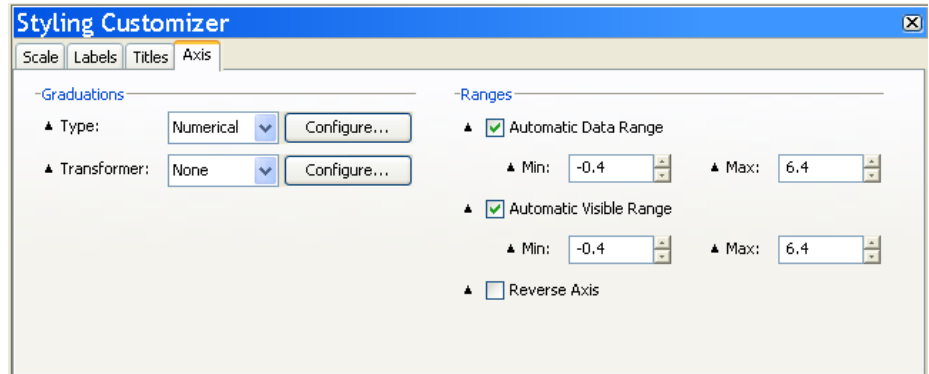 Styling Customizer
Scale Labels Titles Axis
Graduations
Type: Numerical Configure...
Transformer: None Configure...
Ranges
Automatic Data Range
Min: -0.4 Max: 6.4
Automatic Visible Range
Min: -0.4 Max: 6.4
Reverse Axis